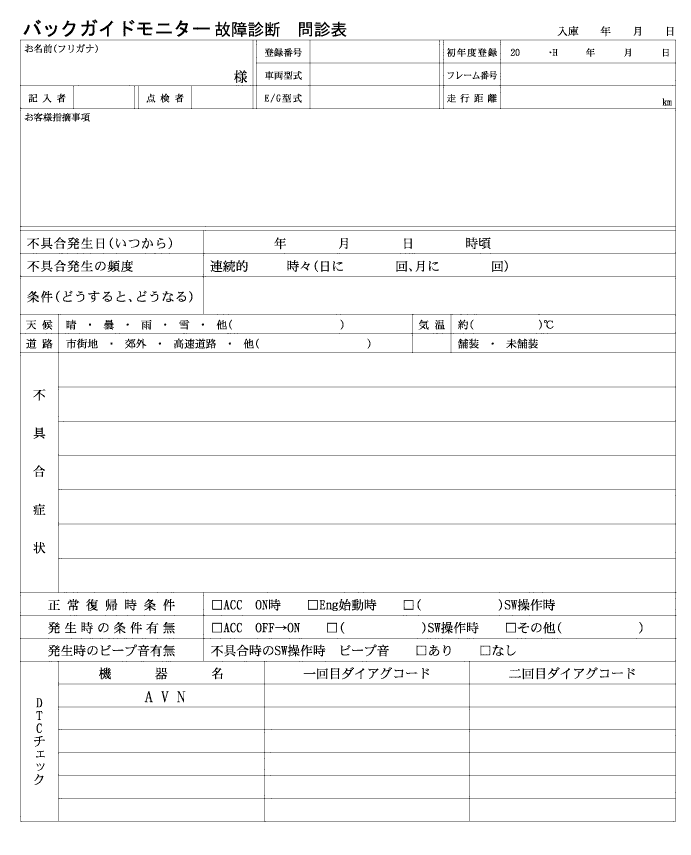 バックガイドモニター 故障診断　問診表　入庫　年　月　日
お名前(フリガナ)
様
登録番号
初年度登録　20　・H　年　月　日
車両型式
フレーム番号
記入者　点検者　E/G型式　走行距離　km
お客様指摘事項
不具合発生日(いつから)　年　月　日　時頃
不具合発生の頻度　連続的　時々(日に　回、月に　回)
条件(どうすると、どうなる)
天候　晴 ・ 曇 ・ 雨 ・ 雪 ・ 他(　)　気温　約(　)℃
道路　市街地 ・ 郊外 ・ 高速道路 ・ 他(　)　舗装 ・ 未舗装
不具合症状
正常復帰時条件　□ACC ON時　□Eng始動時　□(　)SW操作時
発生時の条件有無　□ACC OFF→ON　□(　)SW操作時　□その他(　)
発生時のビープ音有無　不具合時のSW操作時　ビープ音　□あり　□なし
DTCチェック
機器名　一回目ダイアグコード　二回目ダイアグコード
AVN